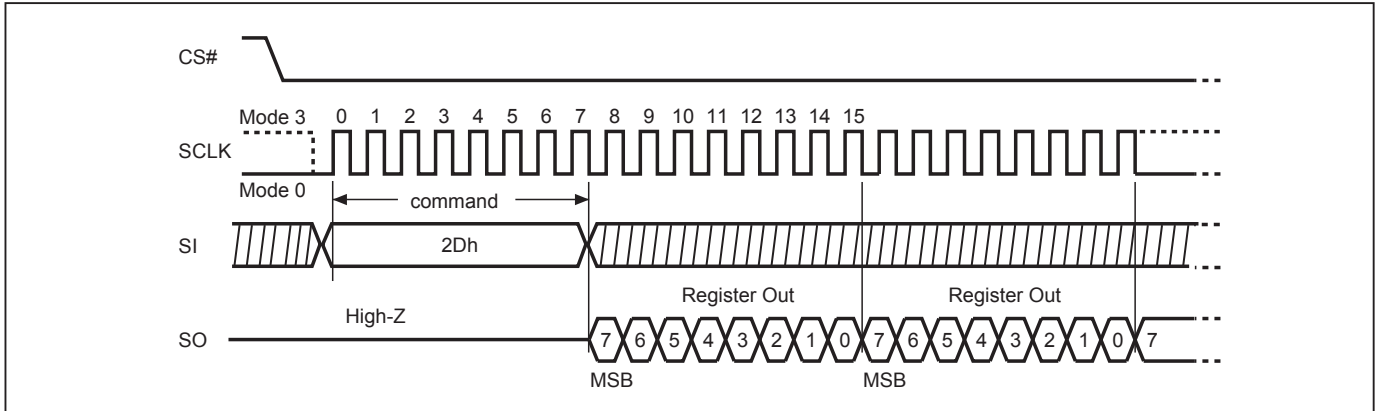 CS#
Mode 3 0 1 2 3 4 5 6 7 8 9 10 11 12 13 14 15
SCLK
Mode 0
command
SI 2Dh
Register Out Register Out
High-Z
SO 7 6 5 4 3 2 1 0 7 6 5 4 3 2 1 0 7
MSB MSB